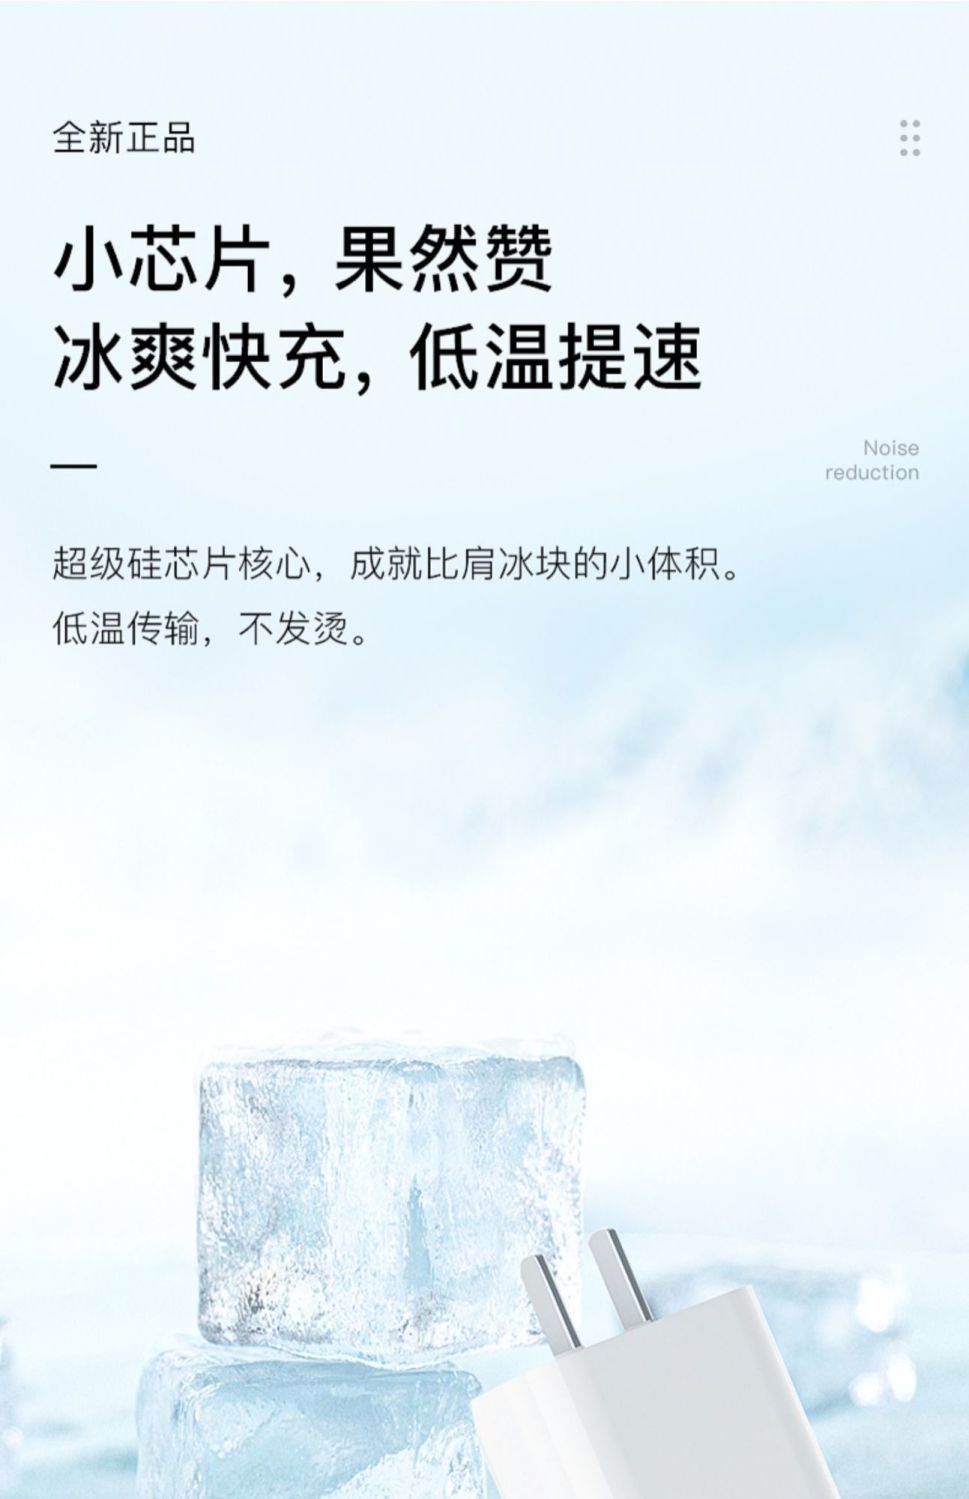 全新正品
小芯片，果然赞
冰爽快充，低温提速
Noise
reduction
超级硅芯片核心，成就比肩冰块的小体积。
低温传输，不发烫。